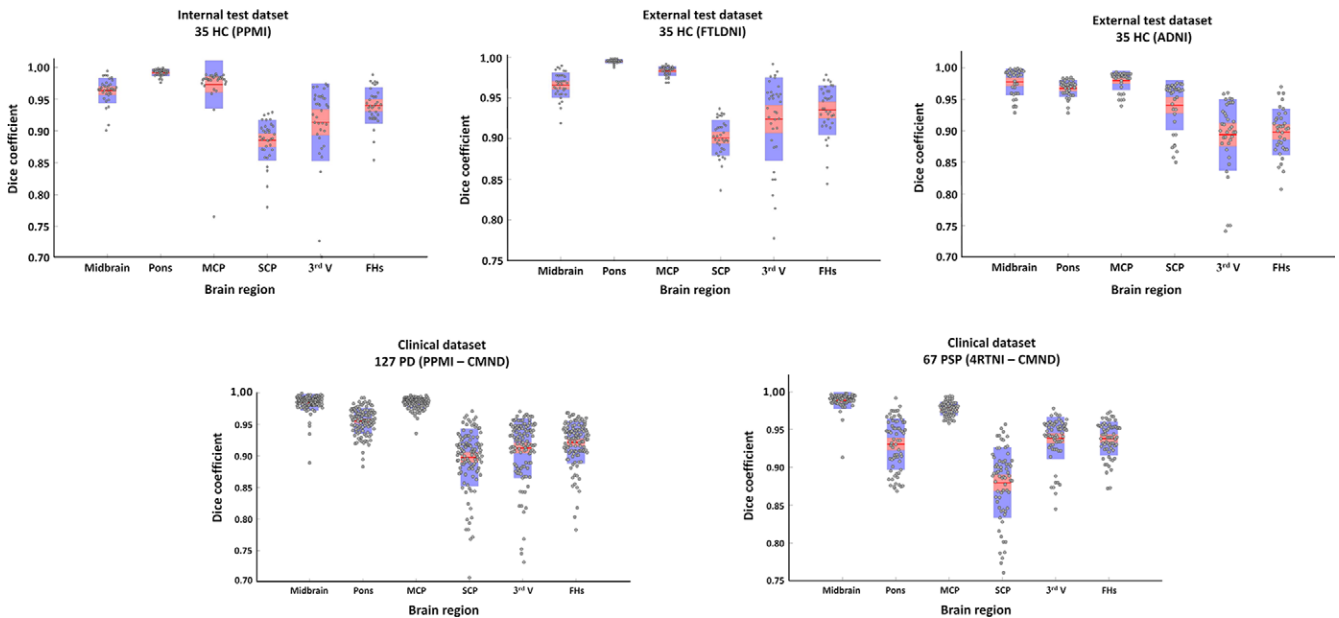 Internal test datset
35 HC (PPMI)
Dice coefficient
1.00
0.95
0.90
0.85
0.80
0.75
0.70
Midbrain Pons MCP SCP 3rd V FHs
Brain region
External test dataset
35 HC (FTLDNI)
Dice coefficient
1.00
0.95
0.90
0.85
0.80
0.75
Midbrain Pons MCP SCP 3rd V FHs
Brain region
External test dataset
35 HC (ADNI)
Dice coefficient
1.00
0.95
0.90
0.85
0.80
0.75
0.70
Midbrain Pons MCP SCP 3rd V FHs
Brain region
Clinical dataset
127 PD (PPMI – CMND)
Dice coefficient
1,00
0.95
0.90
0.85
0.80
0.75
0.70
Midbrain Pons MCP SCP 3rd V FHs
Brain region
Clinical dataset
67 PSP (4RTNI – CMND)
Dice coefficient
1.00
0.95
0.90
0.85
0.80
0.75
Midbrain Pons MCP SCP 3rd V FHs
Brain region